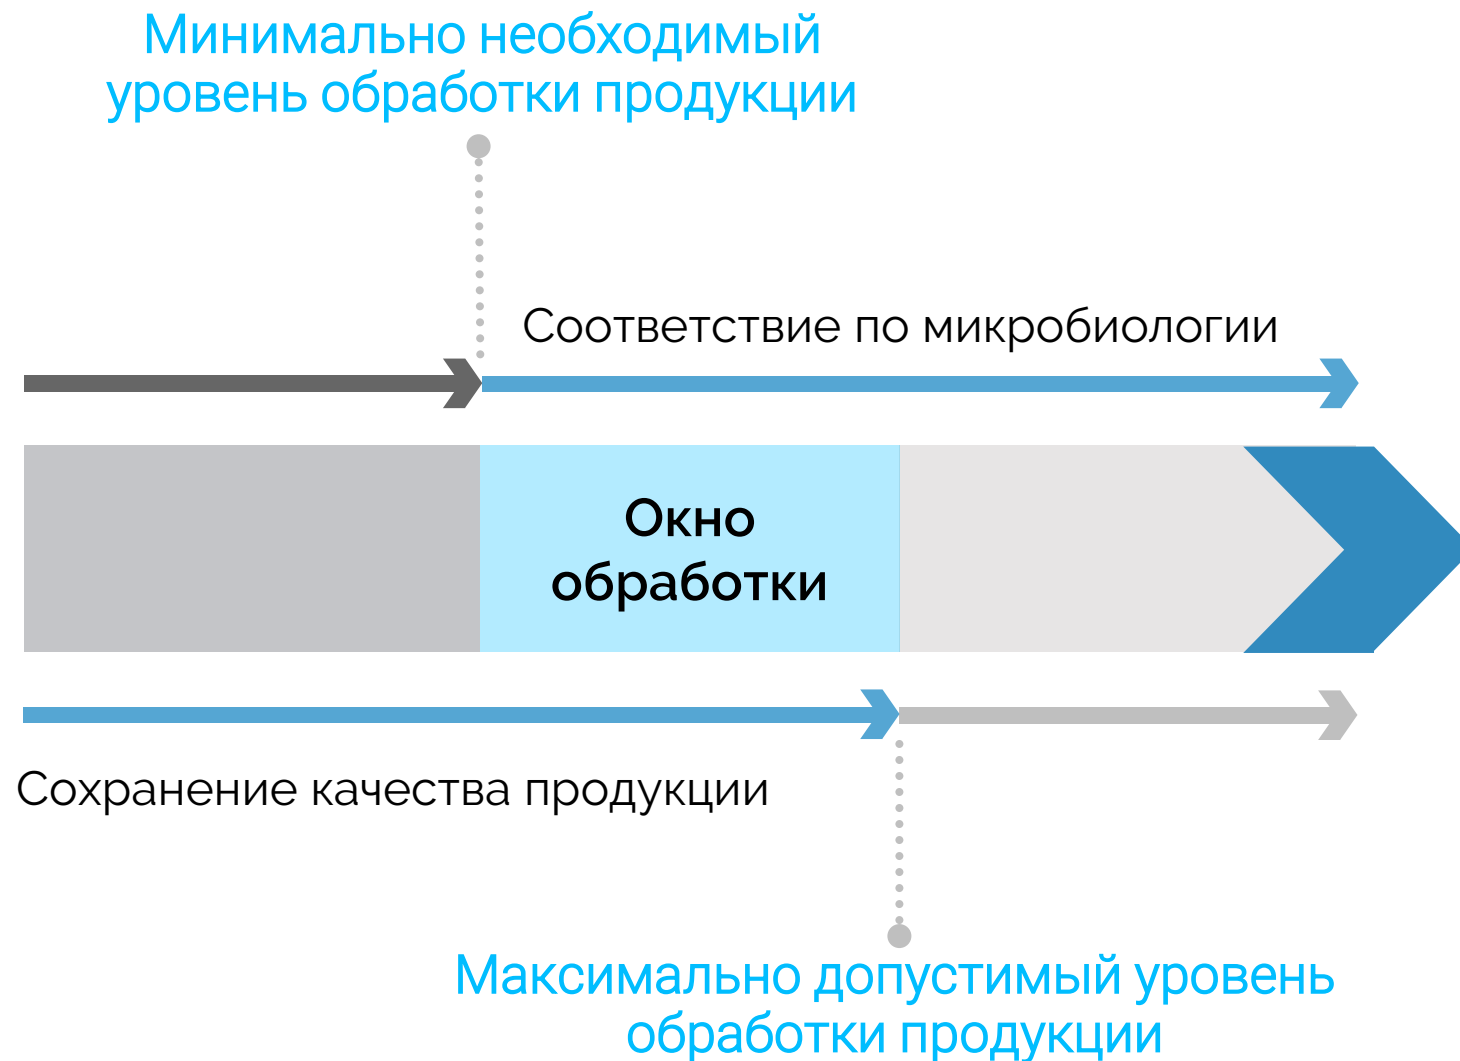 Минимально необходимый
уровень обработки продукции
Соответствие по микробиологии
Окно
обработки
Сохранение качества продукции
Максимально допустимый уровень
обработки продукции